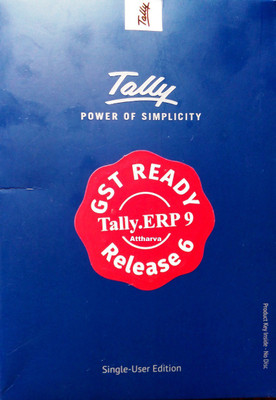 Tally
Tally
POWER OF SIMPLICITY
GST READY
Tally.ERP 9
Attharva
Release 6
Product Key Inside - No Disc
Single-User Edition